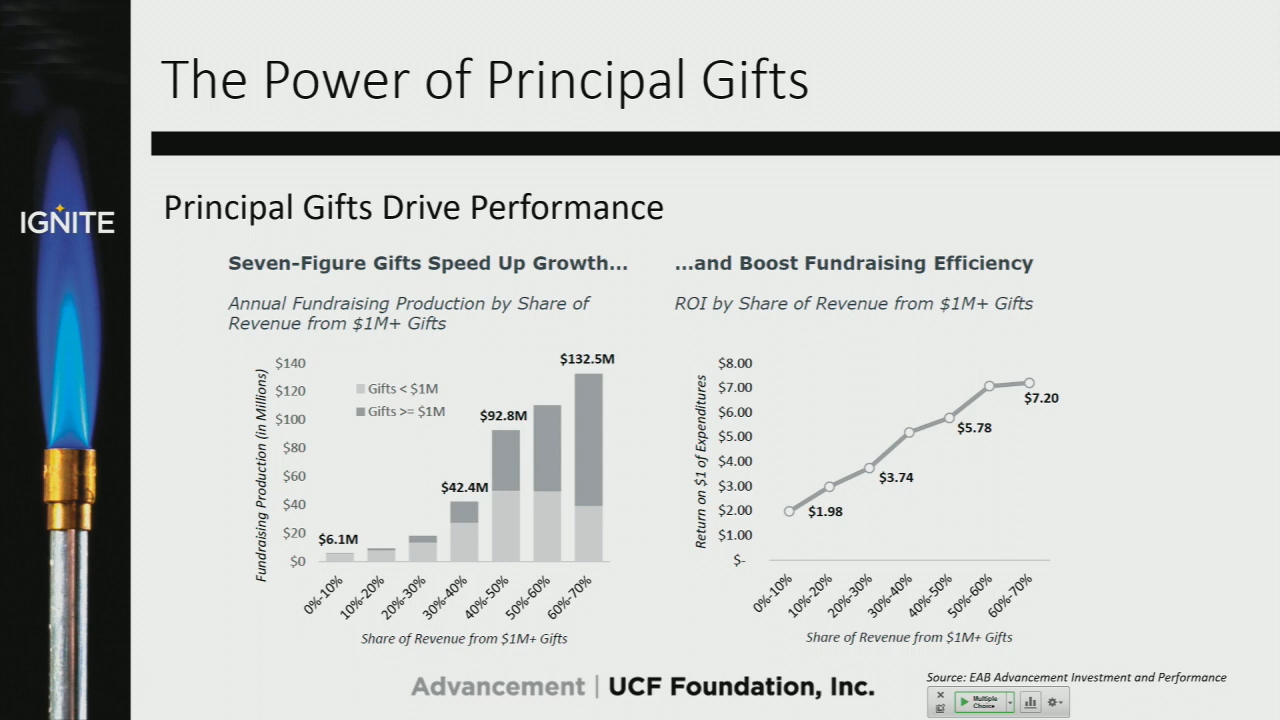 The Power of Principal Gifts
IGNITE
Principal Gifts Drive Performance
Seven-Figure Gifts Speed Up Growth...
Annual Fundraising Production by Share of
Revenue from $1M+ Gifts
Fundraising Production (in Millions)
$140
$120
$100
$80
$60
$40
$20
$0
Gifts < $1M
Gifts >= $1M
$6.1M
$42.4M
$92.8M
$132.5M
0%-10%
10%-20%
20%-30%
30%-40%
40%-50%
50%-60%
60%-70%
Share of Revenue from $1M+ Gifts
...and Boost Fundraising Efficiency
ROI by Share of Revenue from $1M+ Gifts
Return on $1 of Expenditures
$8.00
$7.00
$6.00
$5.00
$4.00
$3.00
$2.00
$1.00
$-
$1.98
$3.74
$5.78
$7.20
0%-10%
10%-20%
20%-30%
30%-40%
40%-50%
50%-60%
60%-70%
Share of Revenue from $1M+ Gifts
Advancement | UCF Foundation, Inc.
Source: EAB Advancement Investment and Performance
Multiple
Choice